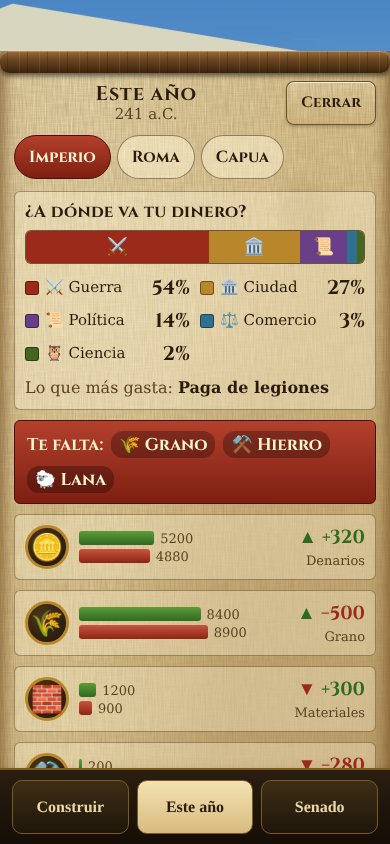 Este año
241 a.C.
Cerrar
Imperio
Roma
Capua
¿A dónde va tu dinero?
Guerra 54%
Ciudad 27%
Política 14%
Comercio 3%
Ciencia 2%
Lo que más gasta: Paga de legiones
Te falta: Grano Hierro
Lana
5200
4880
▲ +320
Denarios
8400
8900
▲ −500
Grano
1200
900
▼ +300
Materiales
200
▼ −280
Construir
Este año
Senado